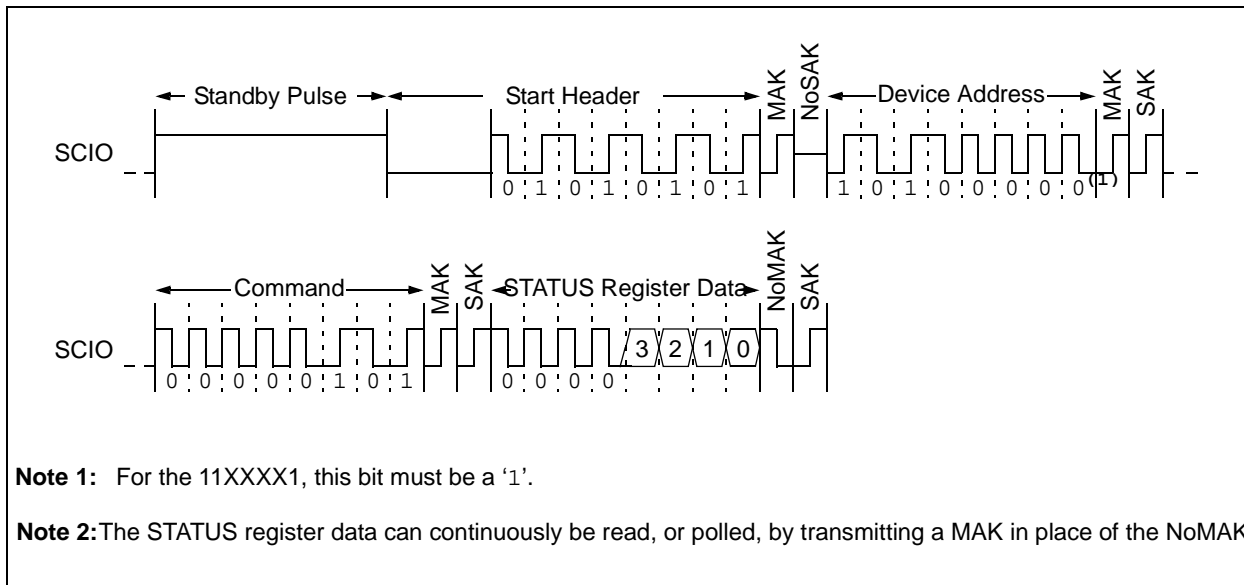 Standby Pulse Start Header MAK NoSAK Device Address MAK SAK
SCIO
0 1 0 1 0 1 0 1 1 0 1 0 0 0 0 0(1)
Command MAK SAK STATUS Register Data NoMAK SAK
SCIO
3 2 1 0
0 0 0 0 0 1 0 1 0 0 0 0
Note 1: For the 11XXXX1, this bit must be a ‘1’.
Note 2:The STATUS register data can continuously be read, or polled, by transmitting a MAK in place of the NoMAK